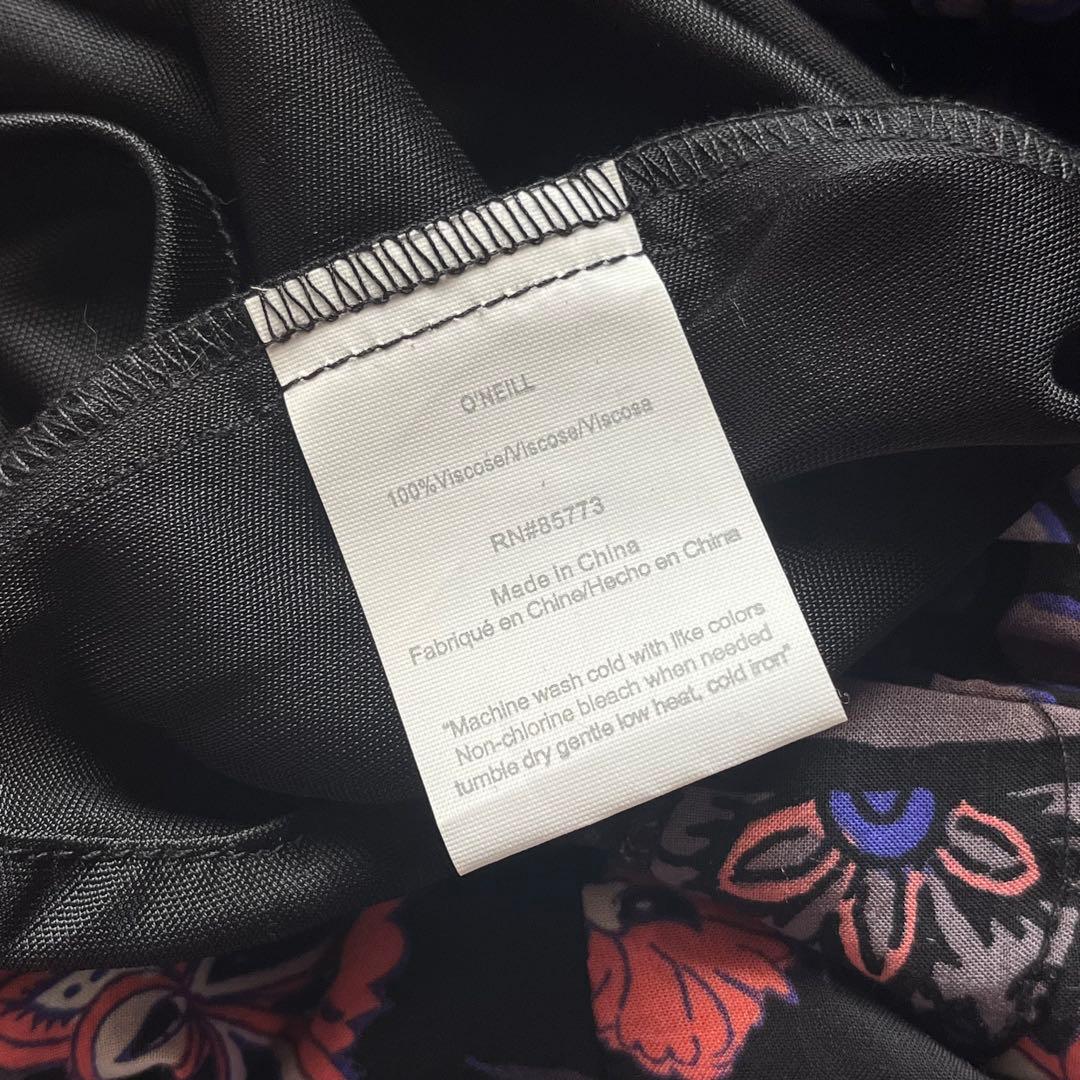 O'NEILL
100%Viscose/Viscose/Viscosa
RN#85773
Made in China
Fabriqué en Chine/Hecho en China
"Machine wash cold with like colors
Non-chlorine bleach when needed
tumble dry gentle low heat, cold iron"